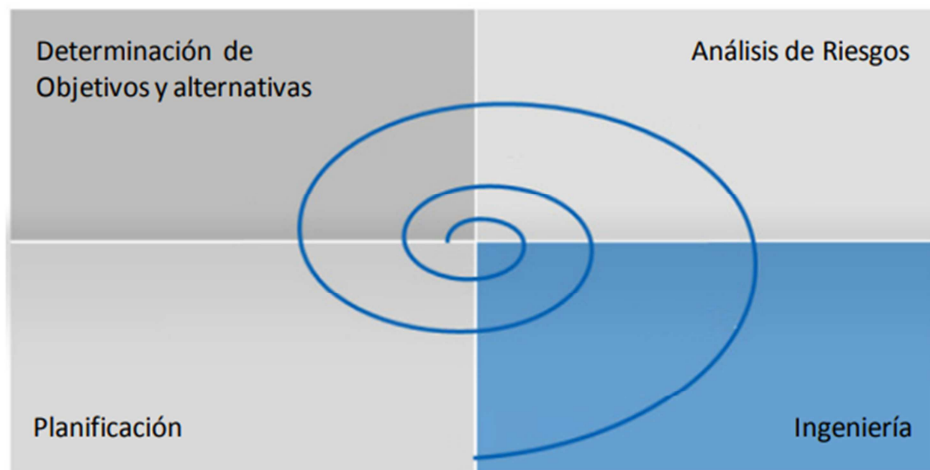 Determinación de
Objetivos y alternativas
Análisis de Riesgos
Planificación
Ingeniería